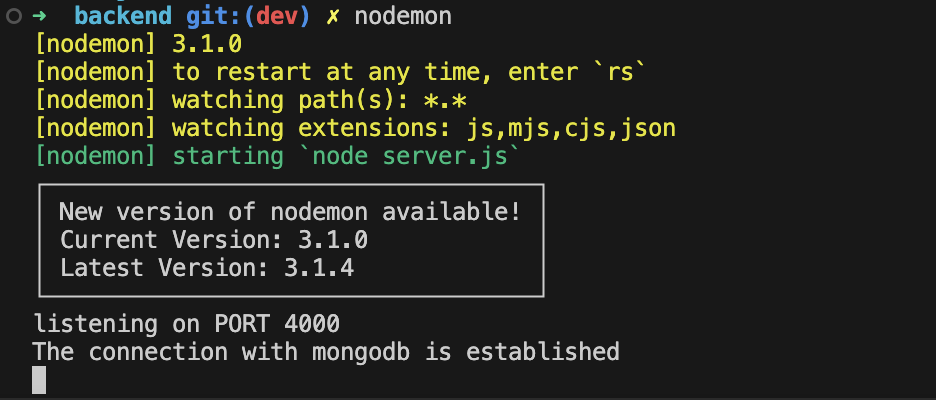 ➜ backend git:(dev) ✗ nodemon
[nodemon] 3.1.0
[nodemon] to restart at any time, enter `rs`
[nodemon] watching path(s): *.*
[nodemon] watching extensions: js,mjs,cjs,json
[nodemon] starting `node server.js`
New version of nodemon available!
Current Version: 3.1.0
Latest Version: 3.1.4
listening on PORT 4000
The connection with mongodb is established